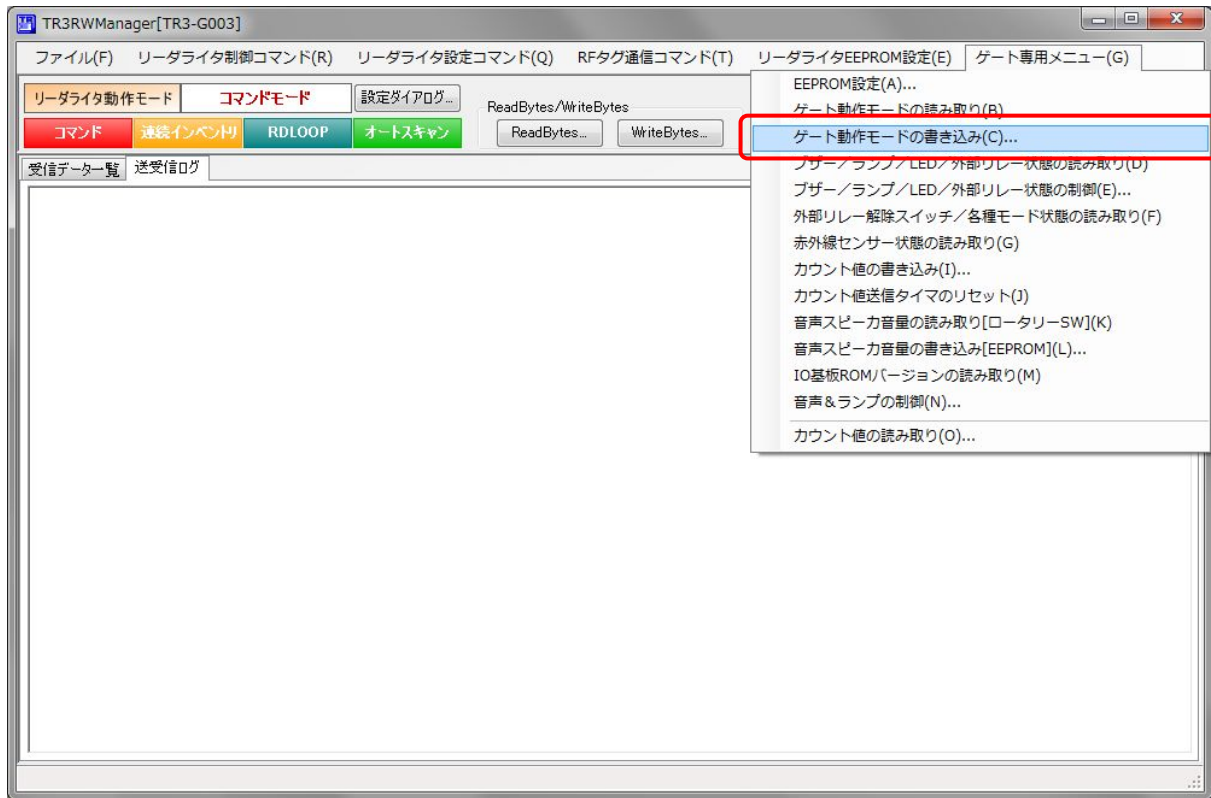 TR3RWManager[TR3-G003]
ファイル(F) リーダライタ制御コマンド(R) リーダライタ設定コマンド(Q) RFタグ通信コマンド(T) リーダライタEEPROM設定(E) ゲート専用メニュー(G)
リーダライタ動作モード コマンドモード 設定ダイアログ...
ReadBytes/WriteBytes
コマンド 連続インベントリ RDLOOP オートスキャン ReadBytes... WriteBytes...
受信データ一覧 送受信ログ
EEPROM設定(A)...
ゲート動作モードの読み取り(B)
ゲート動作モードの書き込み(C)...
ブザー／ランプ／LED／外部リレー状態の読み取り(D)
ブザー／ランプ／LED／外部リレー状態の制御(E)...
外部リレー解除スイッチ／各種モード状態の読み取り(F)
赤外線センサー状態の読み取り(G)
カウント値の書き込み(I)...
カウント値送信タイマのリセット(J)
音声スピーカ音量の読み取り[ロータリーSW](K)
音声スピーカ音量の書き込み[EEPROM](L)...
IO基板ROMバージョンの読み取り(M)
音声＆ランプの制御(N)...
カウント値の読み取り(O)...